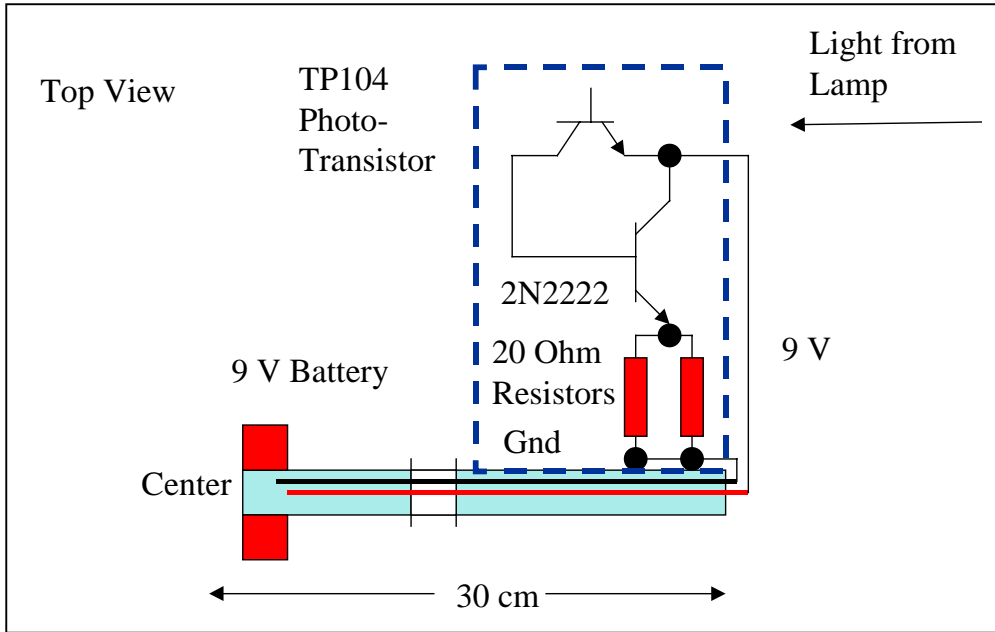 Top View
TP104
Photo-
Transistor
Light from
Lamp
2N2222
20 Ohm
Resistors
9 V
9 V Battery
Gnd
Center
30 cm